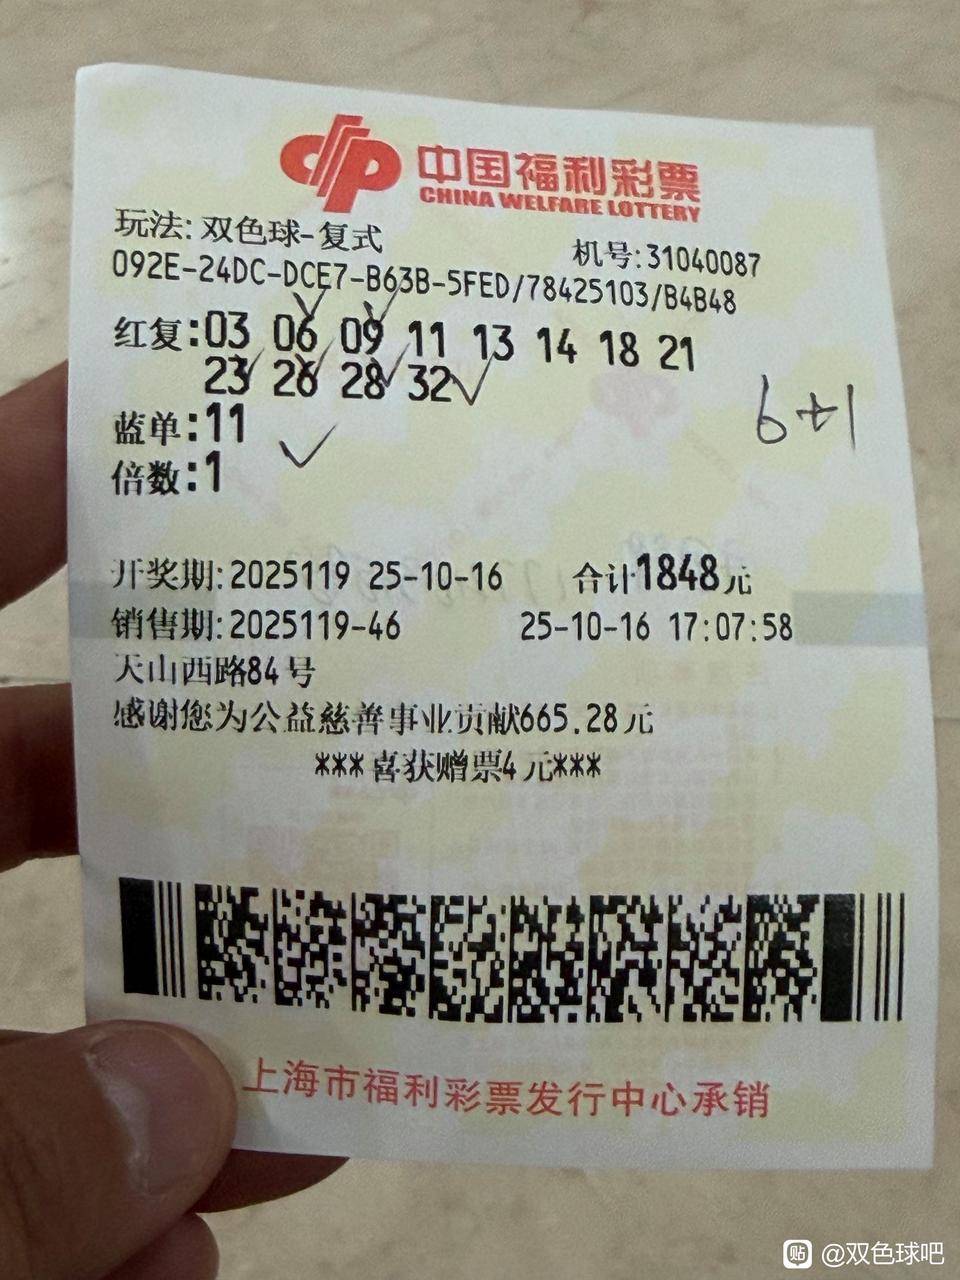 中国福利彩票
CHINA WELFARE LOTTERY
玩法:双色球-复式
机号:31040087
092E-24DC-DCE7-B63B-5FED/78425103/B4B48
红复:03 06 09 11 13 14 18 21
23 26 28 32
6+1
蓝单:11
倍数:1
开奖期:2025119 25-10-16 合计1848元
销售期:2025119-46 25-10-16 17:07:58
天山西路84号
感谢您为公益慈善事业贡献665.28元
***喜获赠票4元***
上海市福利彩票发行中心承销
贴 @双色球吧